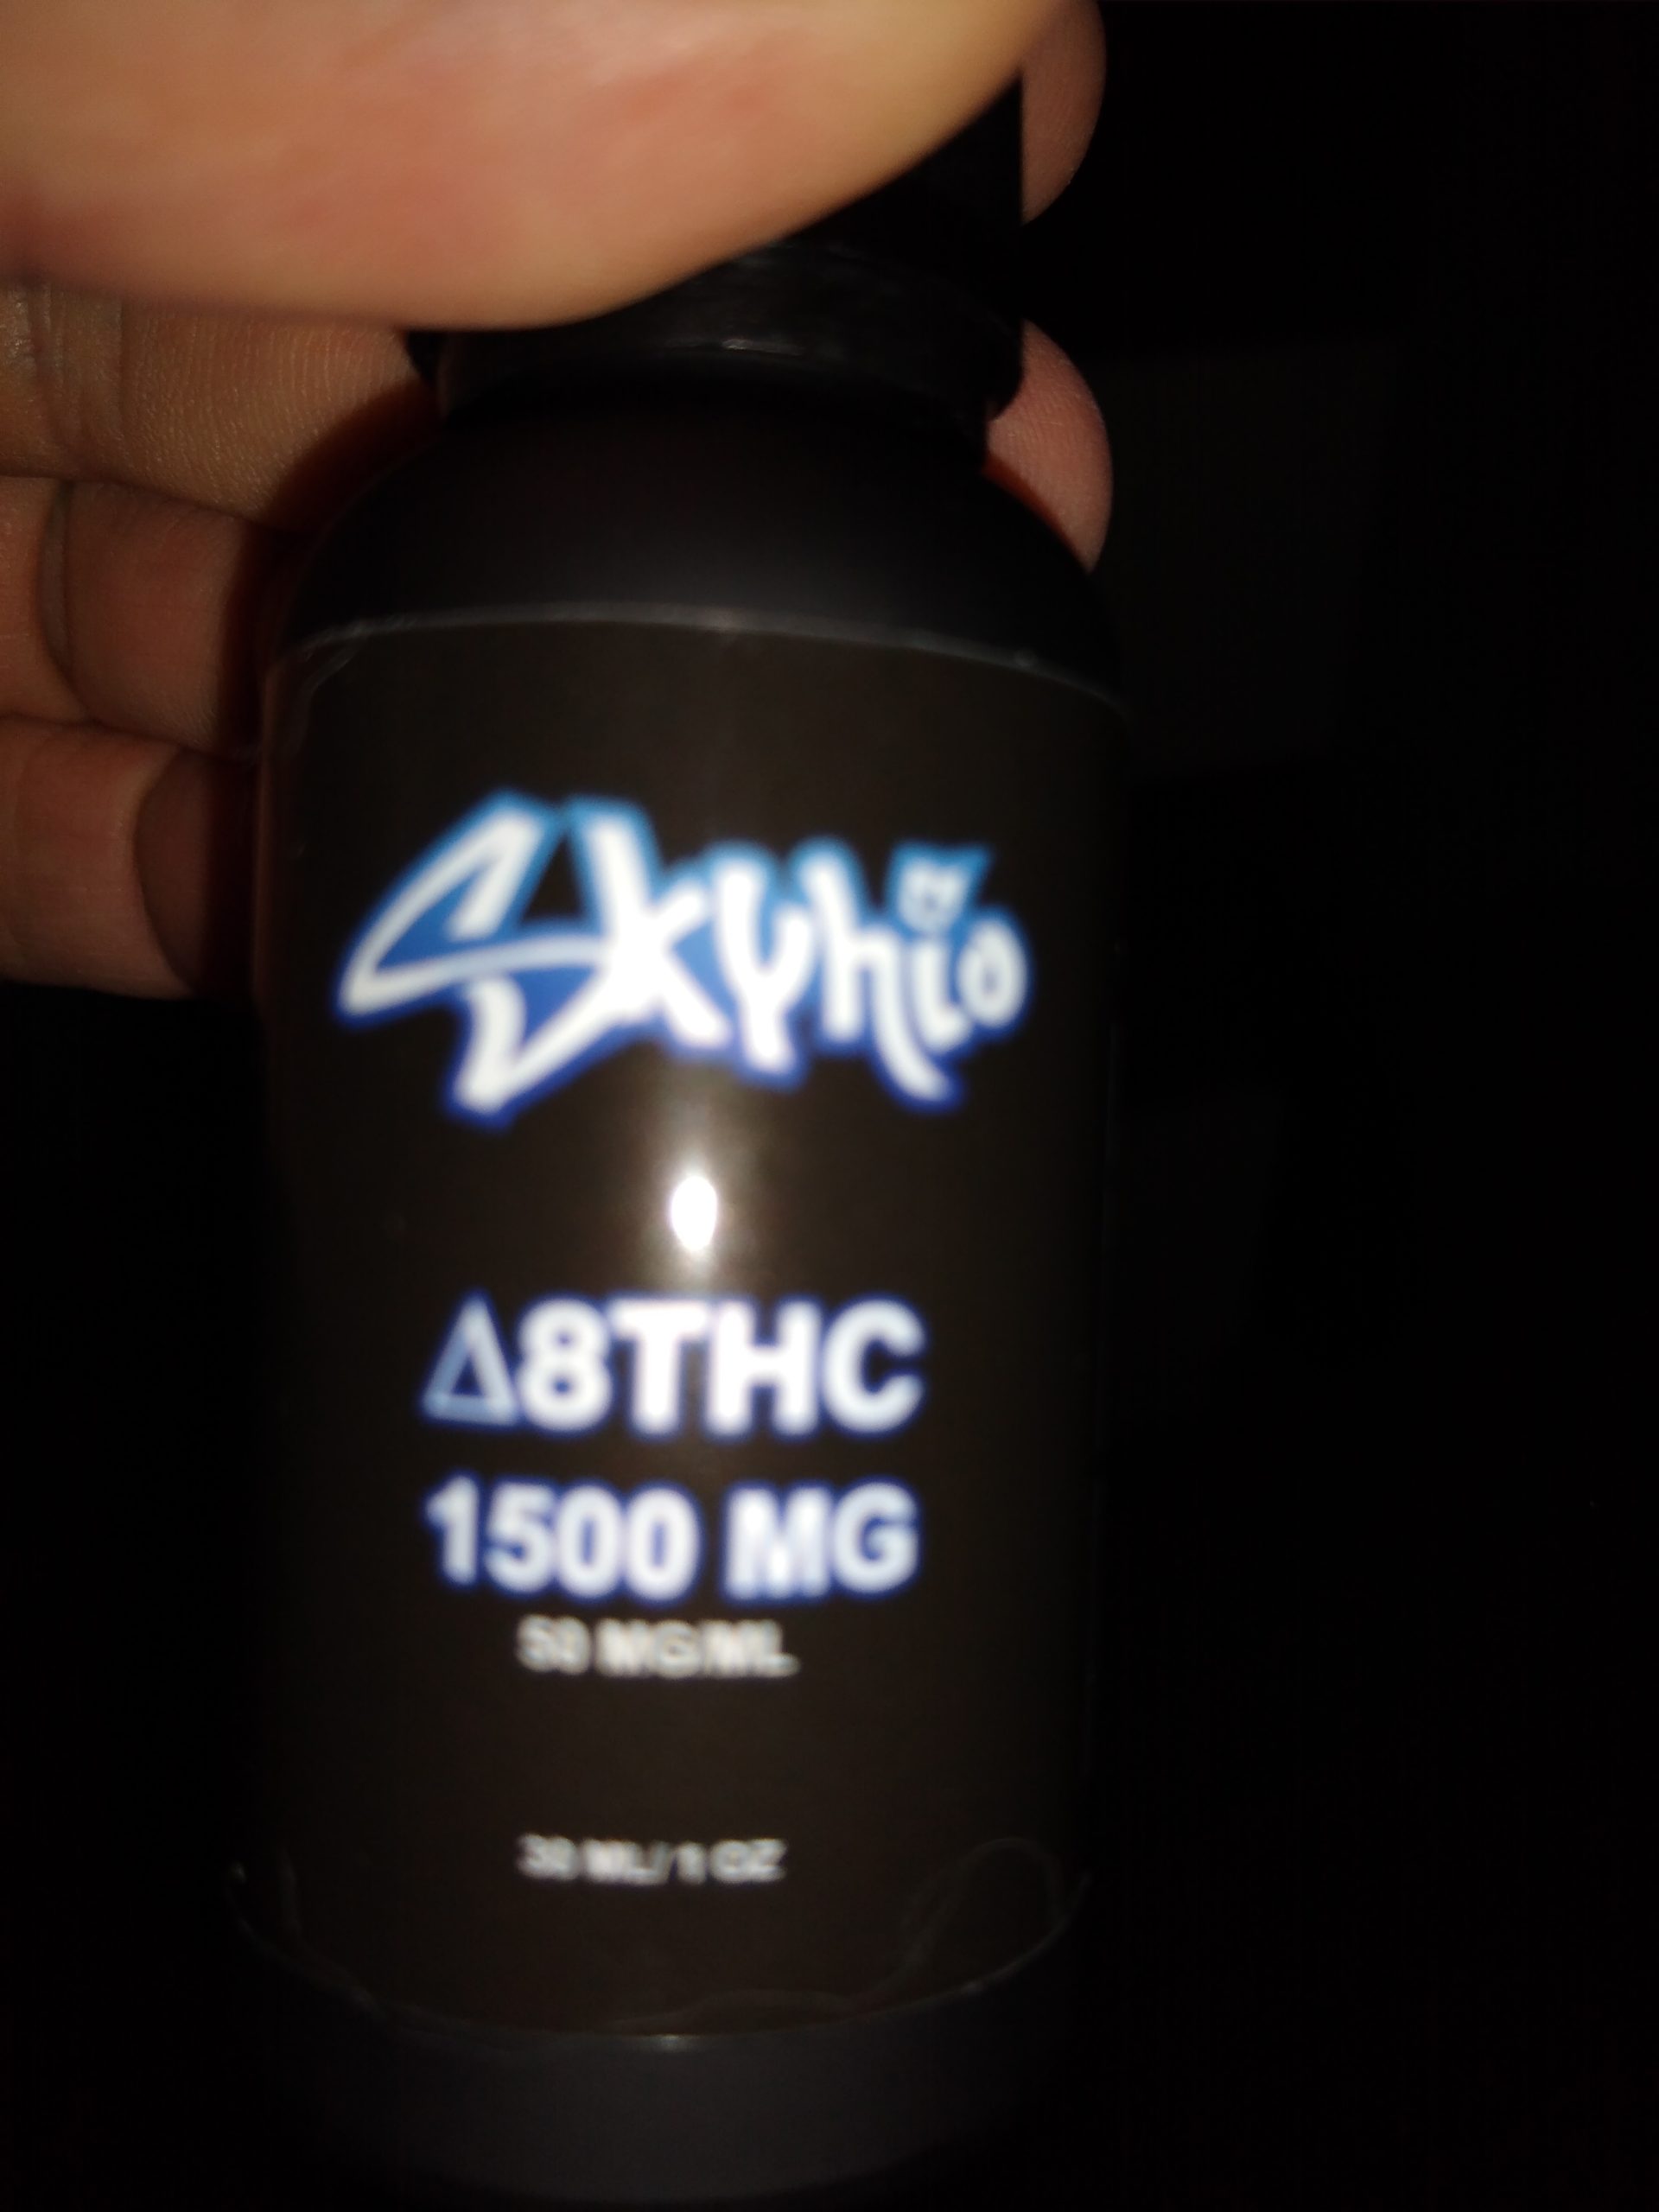 Skyhio
Δ8THC
1500 MG
50 MG/ML
30 ML/1 OZ